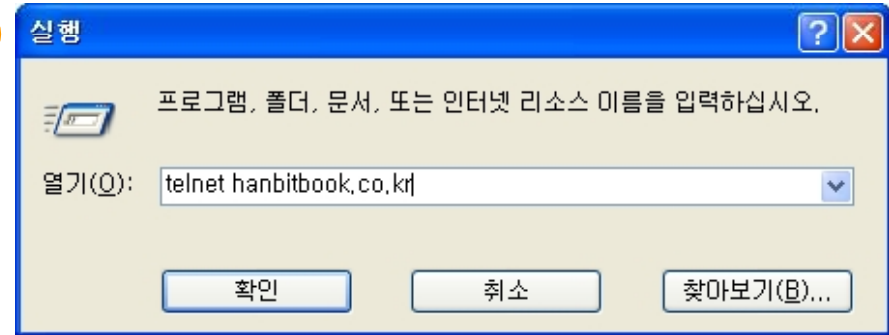 실행
프로그램, 폴더, 문서, 또는 인터넷 리소스 이름을 입력하십시오.
열기(O): telnet hanbitbook.co.kr
확인 취소 찾아보기(B)...